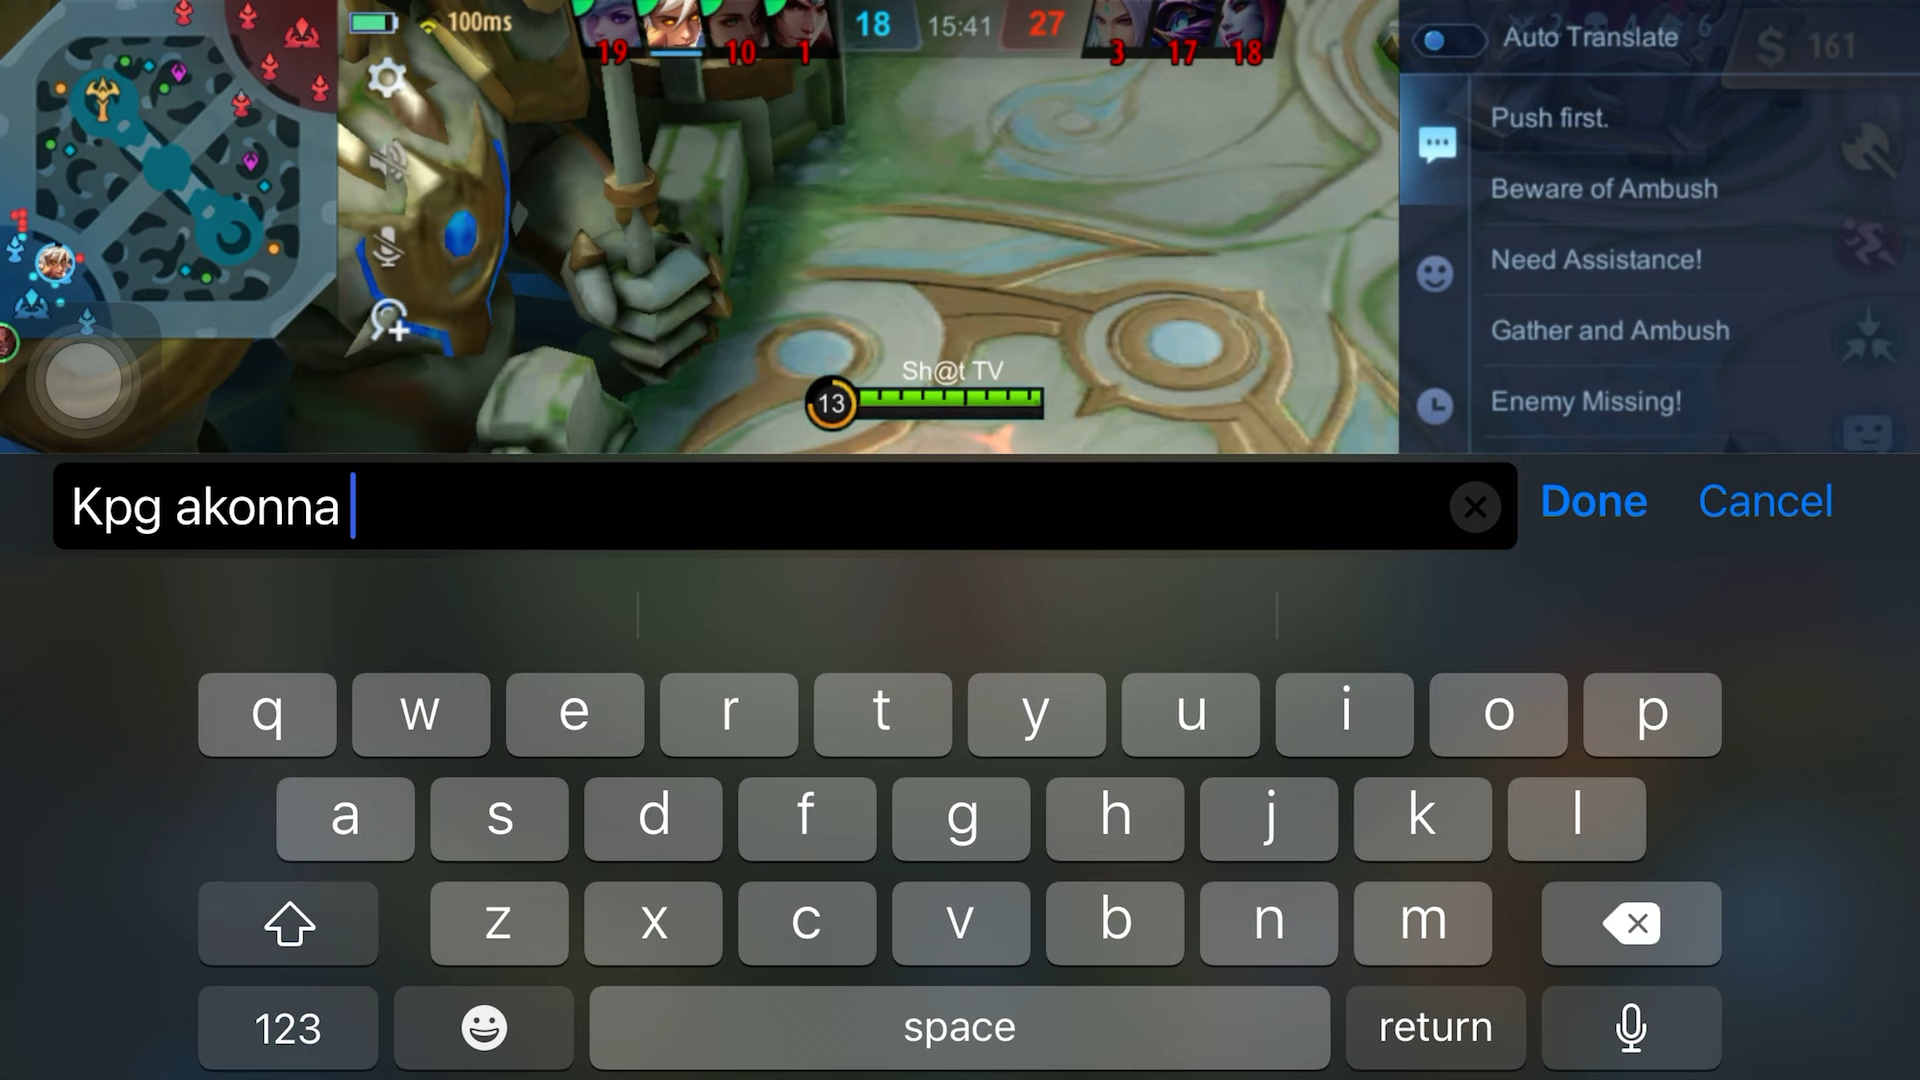 100ms
19
10
1
18
15:41
27
3
17
18
Auto Translate
$ 161
Push first.
Beware of Ambush
Need Assistance!
Gather and Ambush
Enemy Missing!
Sh@t TV
13
Kpg akonna
Done
Cancel
q w e r t y u i o p
a s d f g h j k l
z x c v b n m
123
space
return